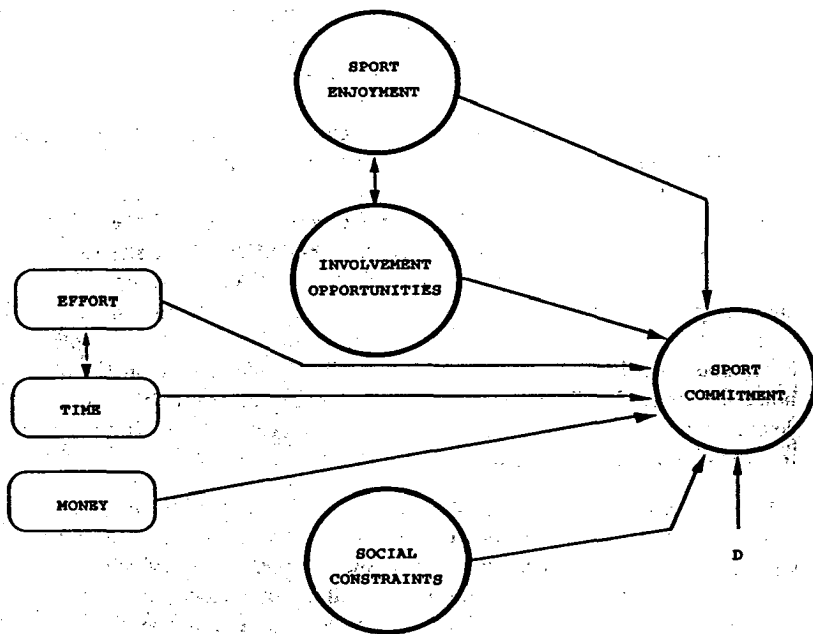 SPORT
ENJOYMENT
INVOLVEMENT
OPPORTUNITIES
EFFORT
TIME
MONEY
SPORT
COMMITMENT
SOCIAL
CONSTRAINTS
D